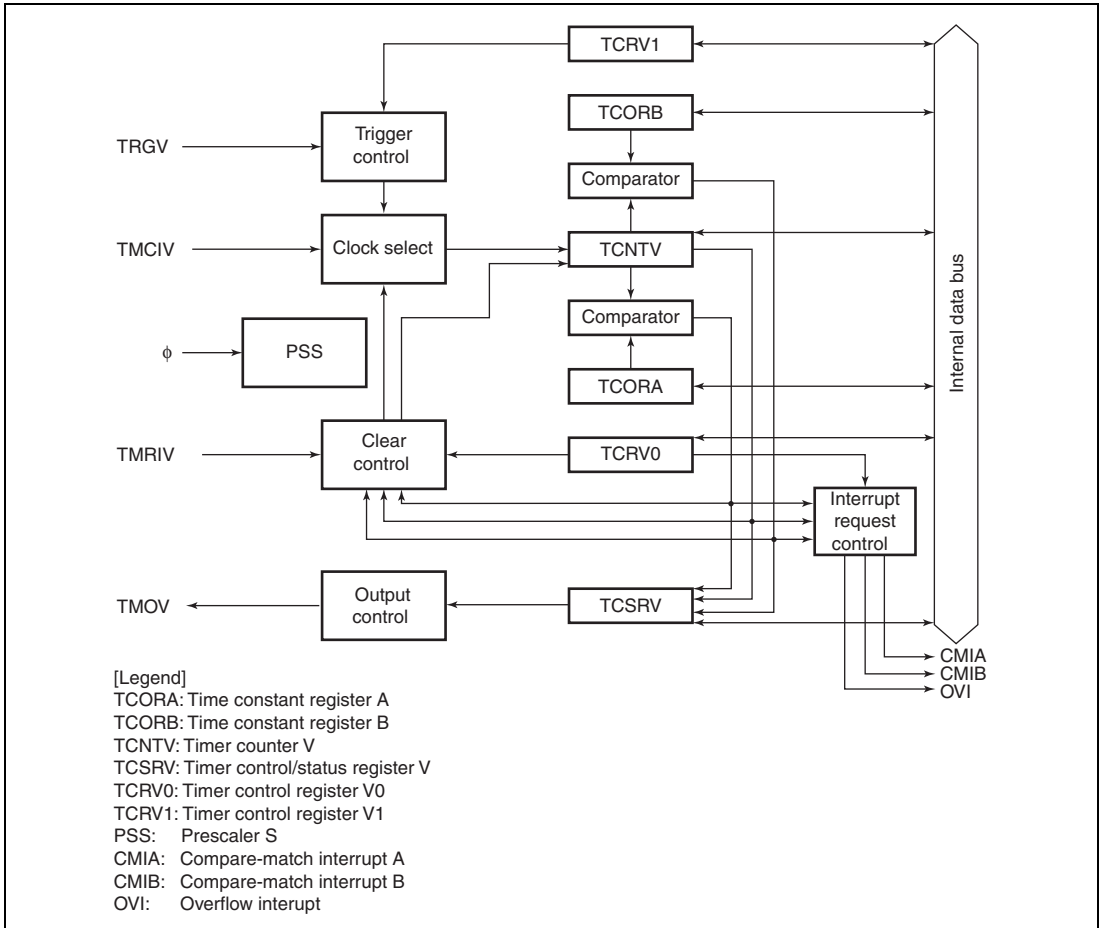 TCRV1
TCORB
Trigger
control
TRGV
Comparator
TMCIV
Clock select
TCNTV
Comparator
φ
PSS
TCORA
Internal data bus
TMRIV
Clear
control
TCRV0
Interrupt
request
control
TMOV
Output
control
TCSRV
CMIA
CMIB
OVI
[Legend]
TCORA: Time constant register A
TCORB: Time constant register B
TCNTV: Timer counter V
TCSRV: Timer control/status register V
TCRV0: Timer control register V0
TCRV1: Timer control register V1
PSS: Prescaler S
CMIA: Compare-match interrupt A
CMIB: Compare-match interrupt B
OVI: Overflow interupt